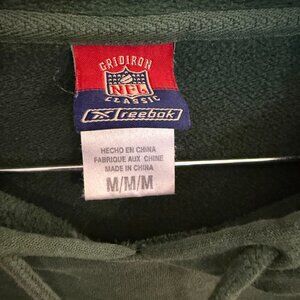 GRIDIRON
NFL
CLASSIC
Reebok
HECHO EN CHINA
FABRIQUE AUX CHINE
MADE IN CHINA
M/M/M